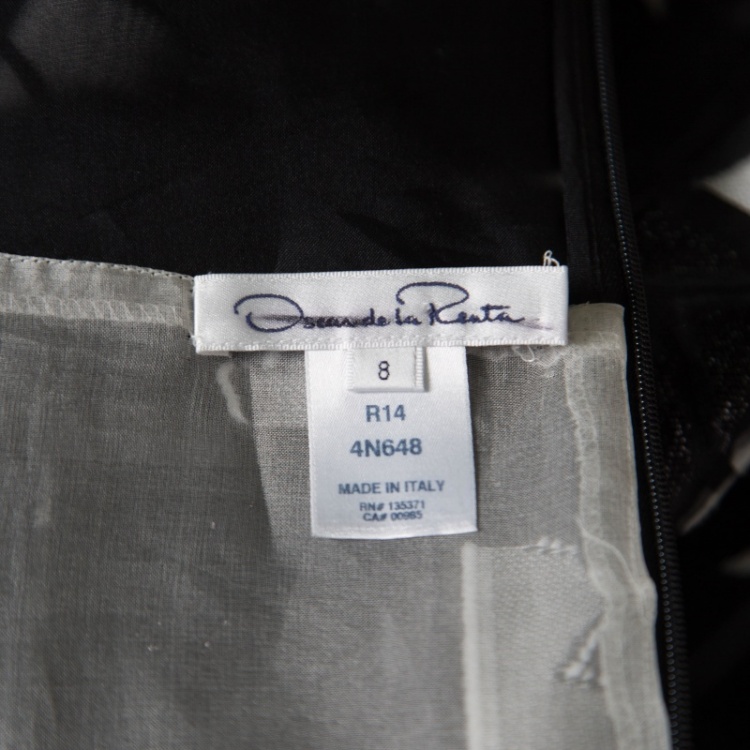 Oscar de la Renta
8
R14
4N648
MADE IN ITALY
RN# 135371
CA# 00985